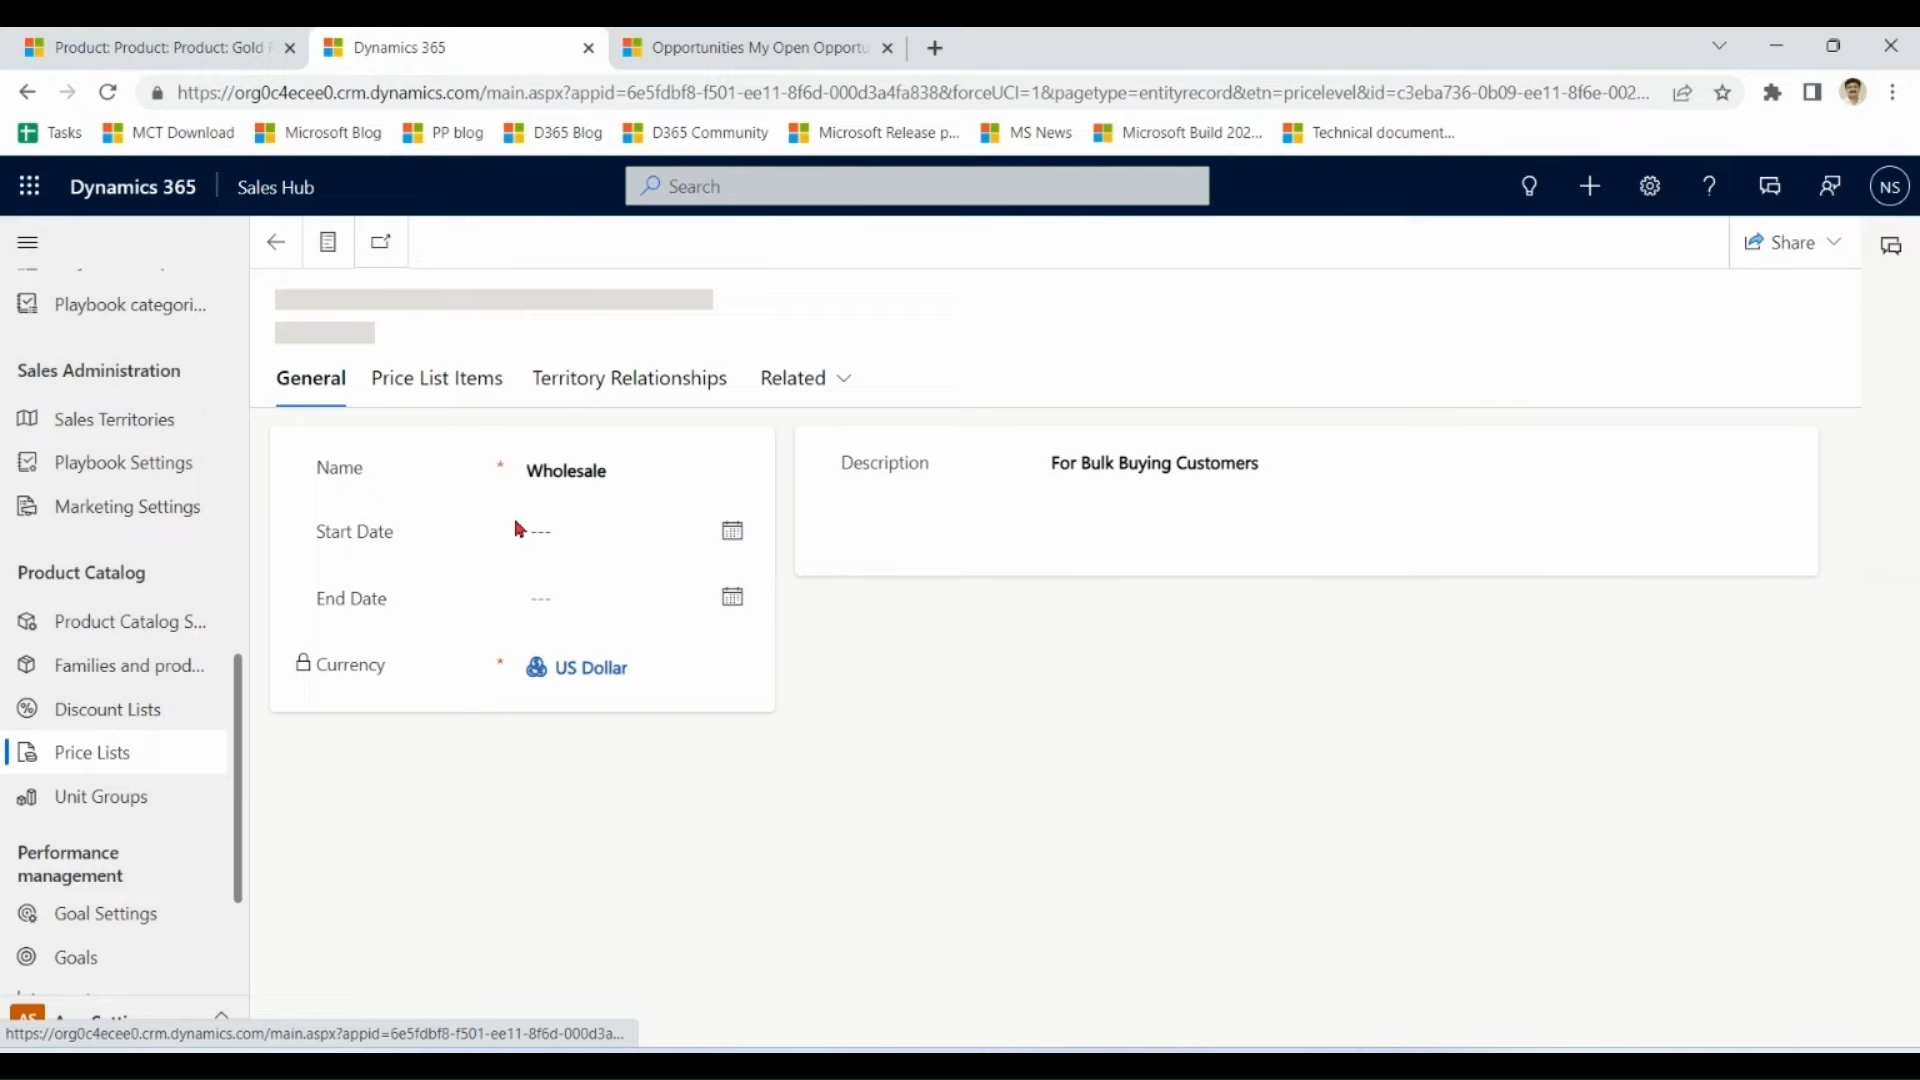 Product: Product: Product: Gold
Dynamics 365
Opportunities My Open Opportu
https://org0c4ecee0.crm.dynamics.com/main.aspx?appid=6e5fdbf8-f501-ee11-8f6d-000d3a4fa838&forceUCI=1&pagetype=entityrecord&etn=pricelevel&id=c3eba736-0b09-ee11-8f6e-002...
Tasks
MCT Download
Microsoft Blog
PP blog
D365 Blog
D365 Community
Microsoft Release p...
MS News
Microsoft Build 202...
Technical document...
Dynamics 365
Sales Hub
Search
NS
Share
Playbook categori...
Sales Administration
Sales Territories
Playbook Settings
Marketing Settings
Product Catalog
Product Catalog S...
Families and prod...
Discount Lists
Price Lists
Unit Groups
Performance
management
Goal Settings
Goals
General
Price List Items
Territory Relationships
Related
Name * Wholesale
Start Date ---
End Date ---
Currency * US Dollar
Description For Bulk Buying Customers
https://org0c4ecee0.crm.dynamics.com/main.aspx?appid=6e5fdbf8-f501-ee11-8f6d-000d3a...